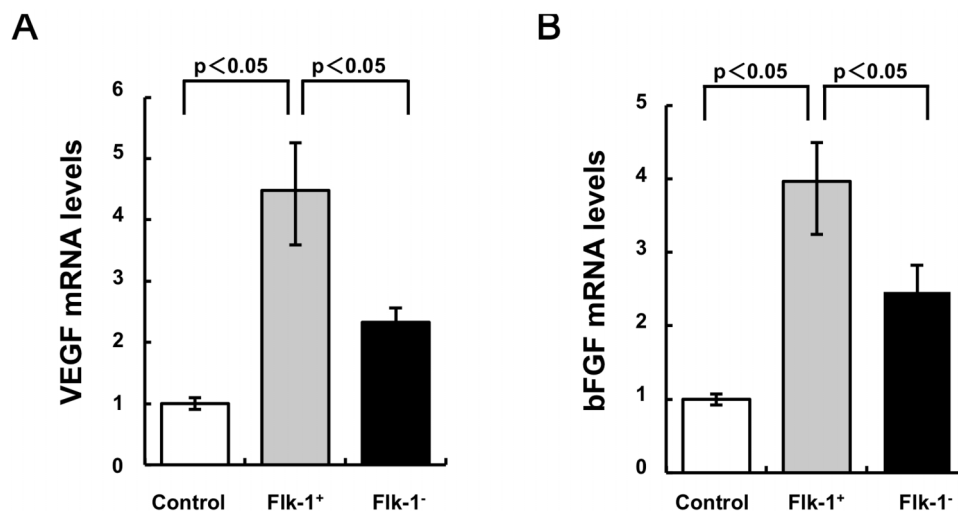 A
p＜0.05 p＜0.05
VEGF mRNA levels
6
5
4
3
2
1
0
Control Flk-1⁺ Flk-1⁻
B
p＜0.05 p＜0.05
bFGF mRNA levels
5
4
3
2
1
0
Control Flk-1⁺ Flk-1⁻